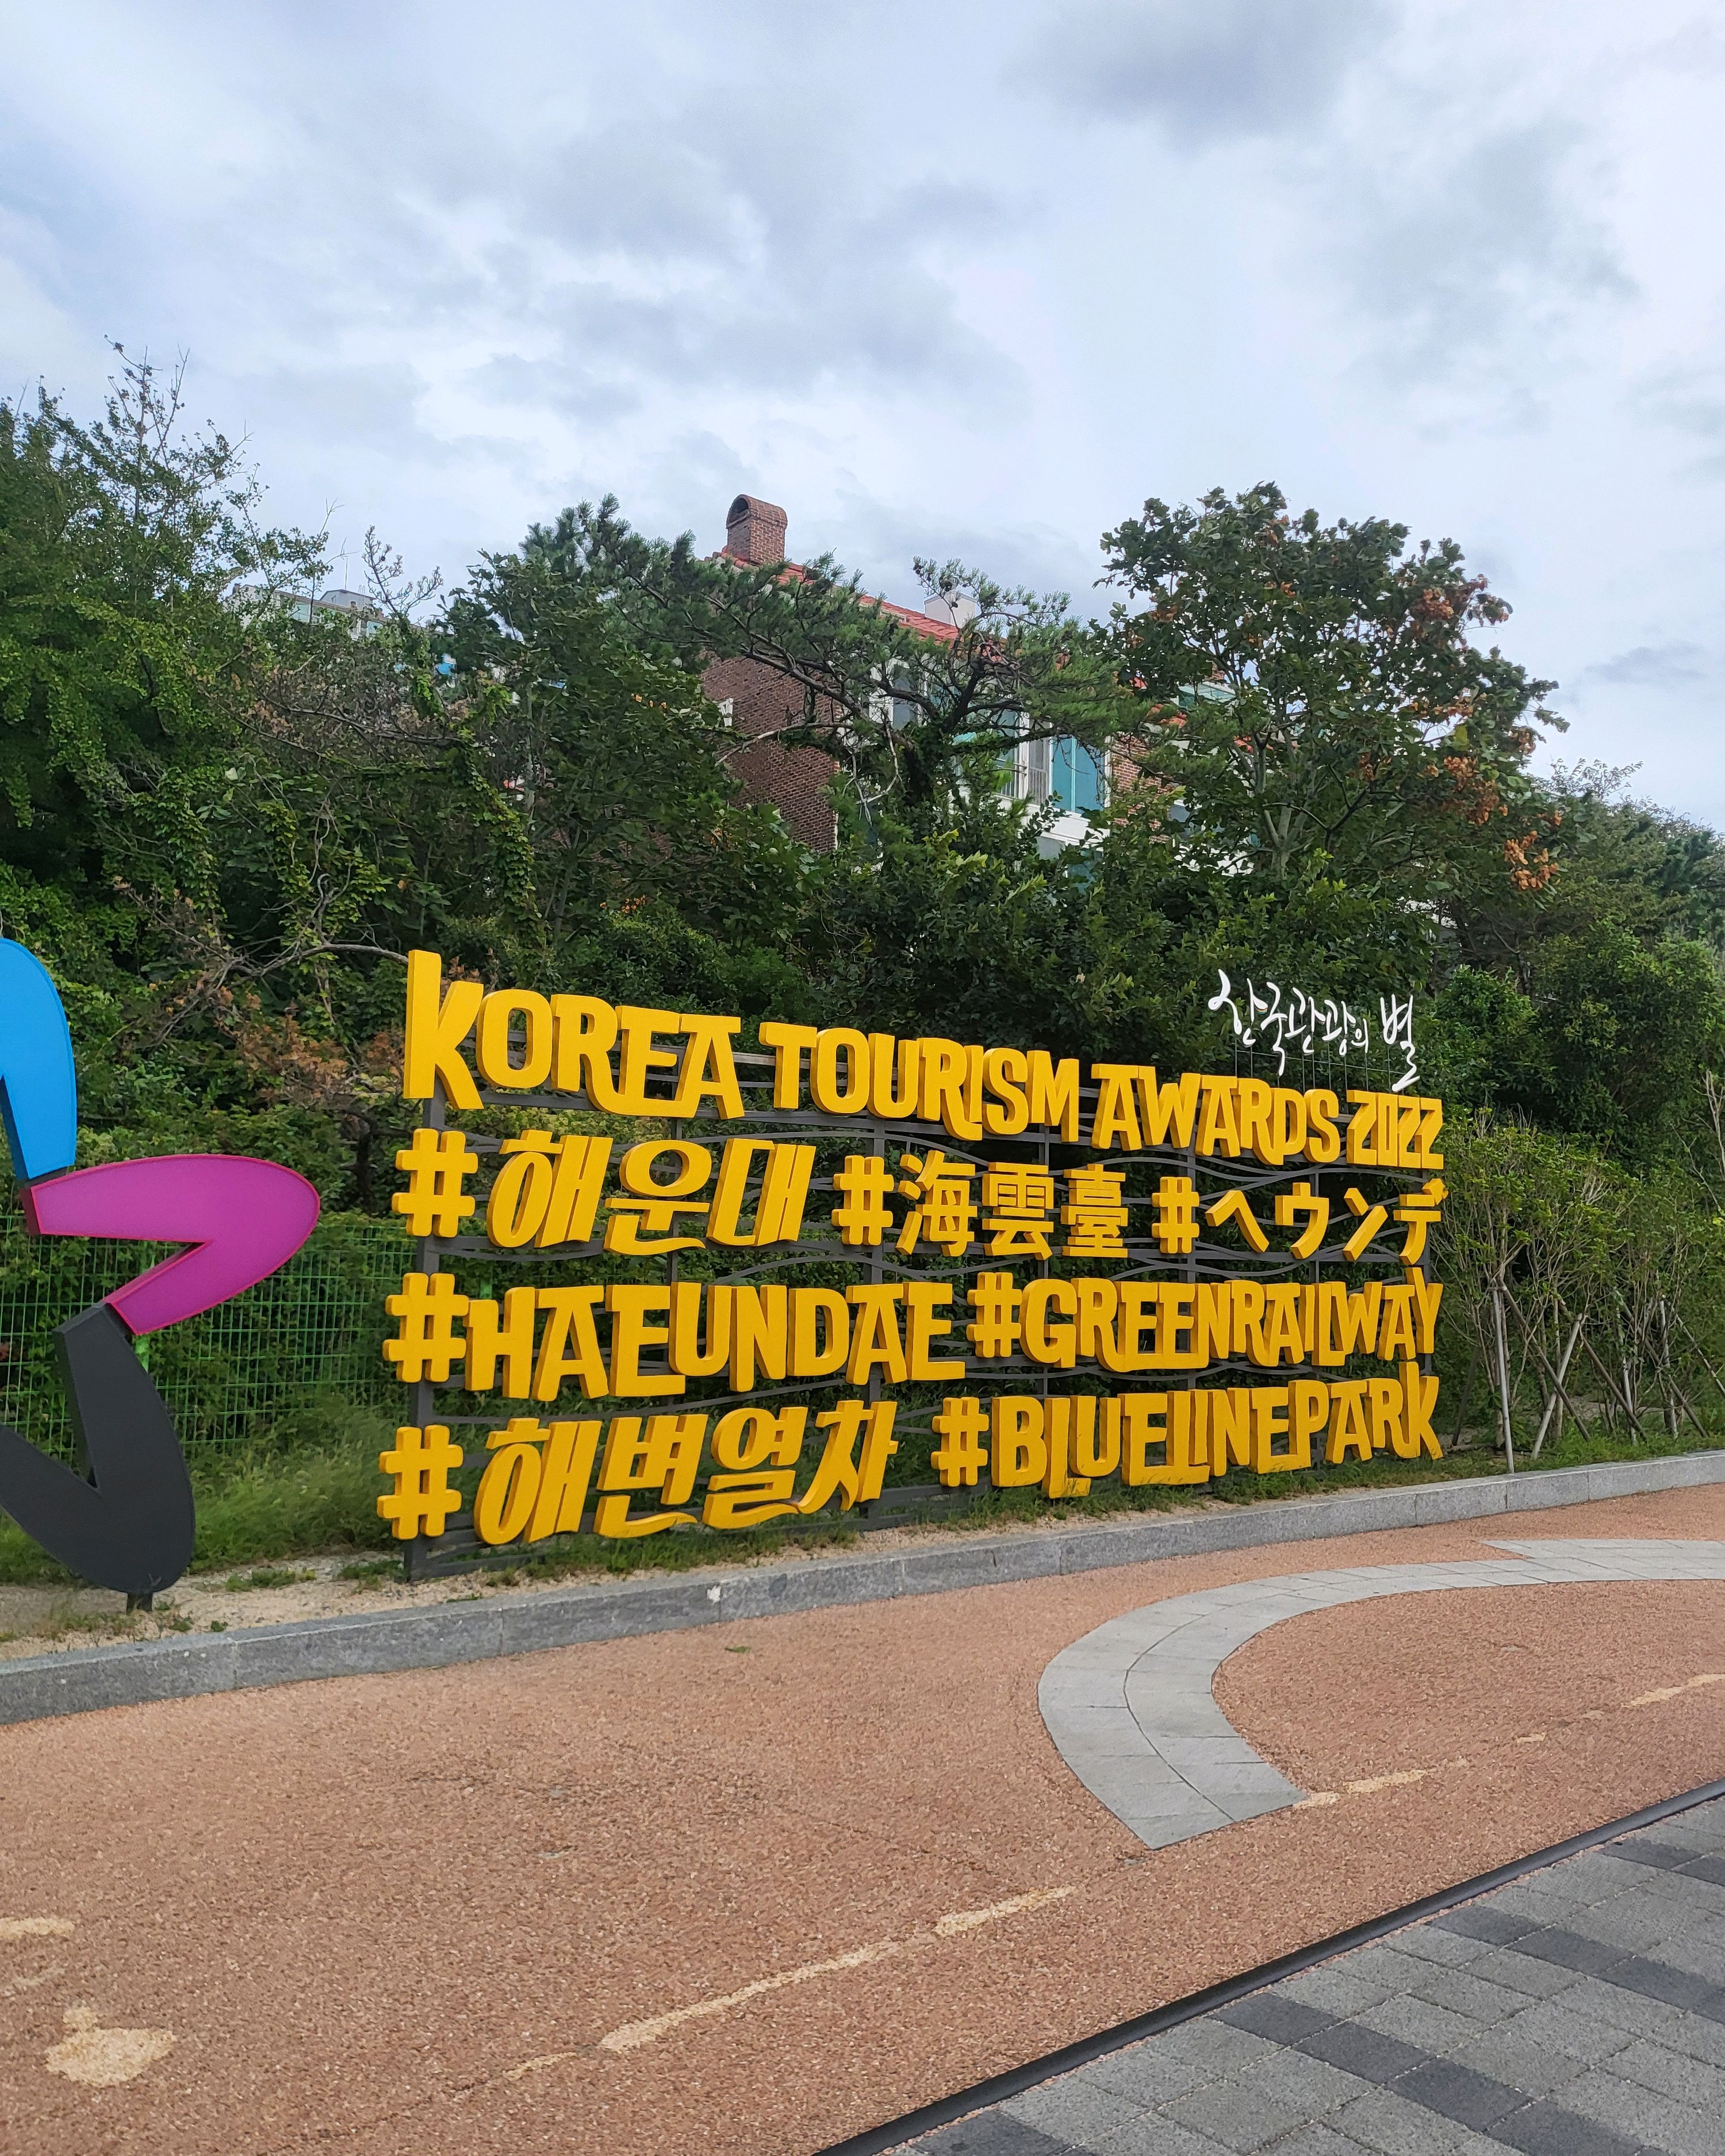 한국관광의 별
KOREA TOURISM AWARDS 2022
#해운대 #海雲臺 #ヘウンデ
#HAEUNDAE #GREENRAILWAY
#해변열차 #BLUELINEPARK